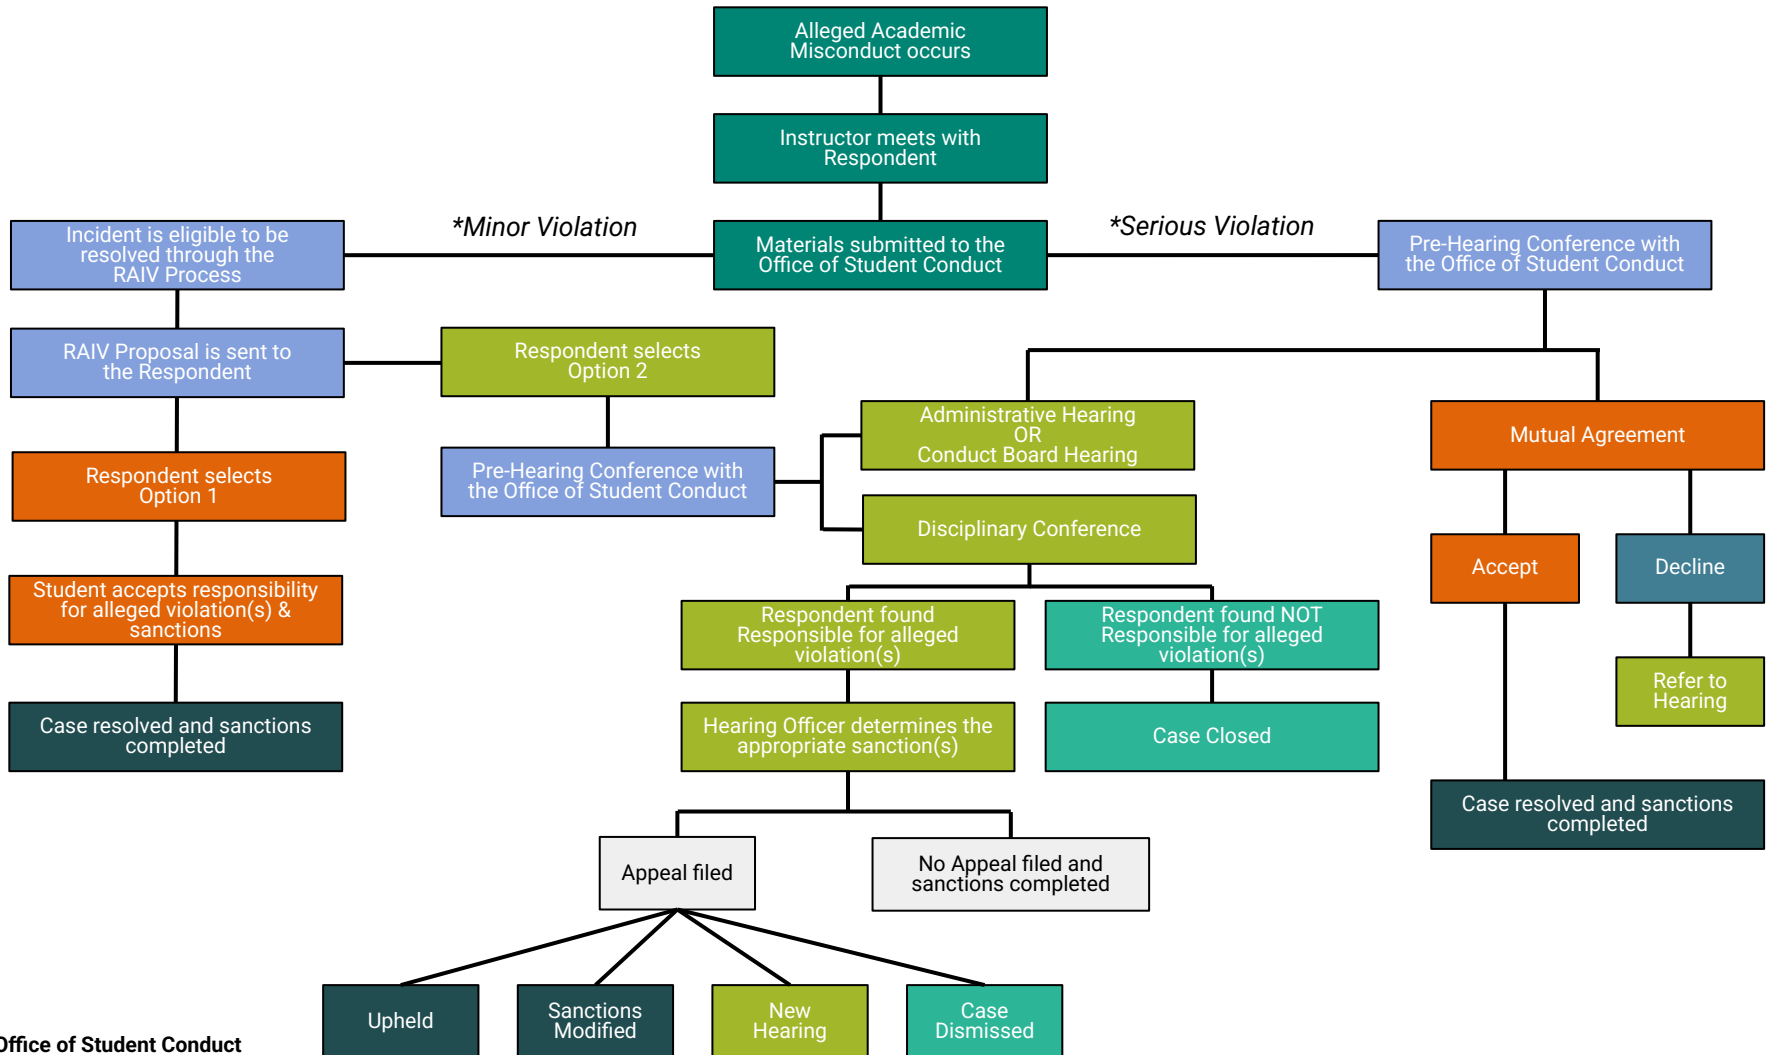 Alleged Academic
Misconduct occurs
Instructor meets with
Respondent
*Minor Violation
*Serious Violation
Incident is eligible to be
resolved through the
RAIV Process
Materials submitted to the
Office of Student Conduct
Pre-Hearing Conference with
the Office of Student Conduct
RAIV Proposal is sent to
the Respondent
Respondent selects
Option 2
Administrative Hearing
OR
Conduct Board Hearing
Mutual Agreement
Respondent selects
Option 1
Pre-Hearing Conference with
the Office of Student Conduct
Disciplinary Conference
Accept
Decline
Student accepts responsibility
for alleged violation(s) &
sanctions
Respondent found
Responsible for alleged
violation(s)
Respondent found NOT
Responsible for alleged
violation(s)
Refer to
Hearing
Case resolved and sanctions
completed
Hearing Officer determines the
appropriate sanction(s)
Case Closed
Case resolved and sanctions
completed
Appeal filed
No Appeal filed and
sanctions completed
Upheld
Sanctions
Modified
New
Hearing
Case
Dismissed
Office of Student Conduct